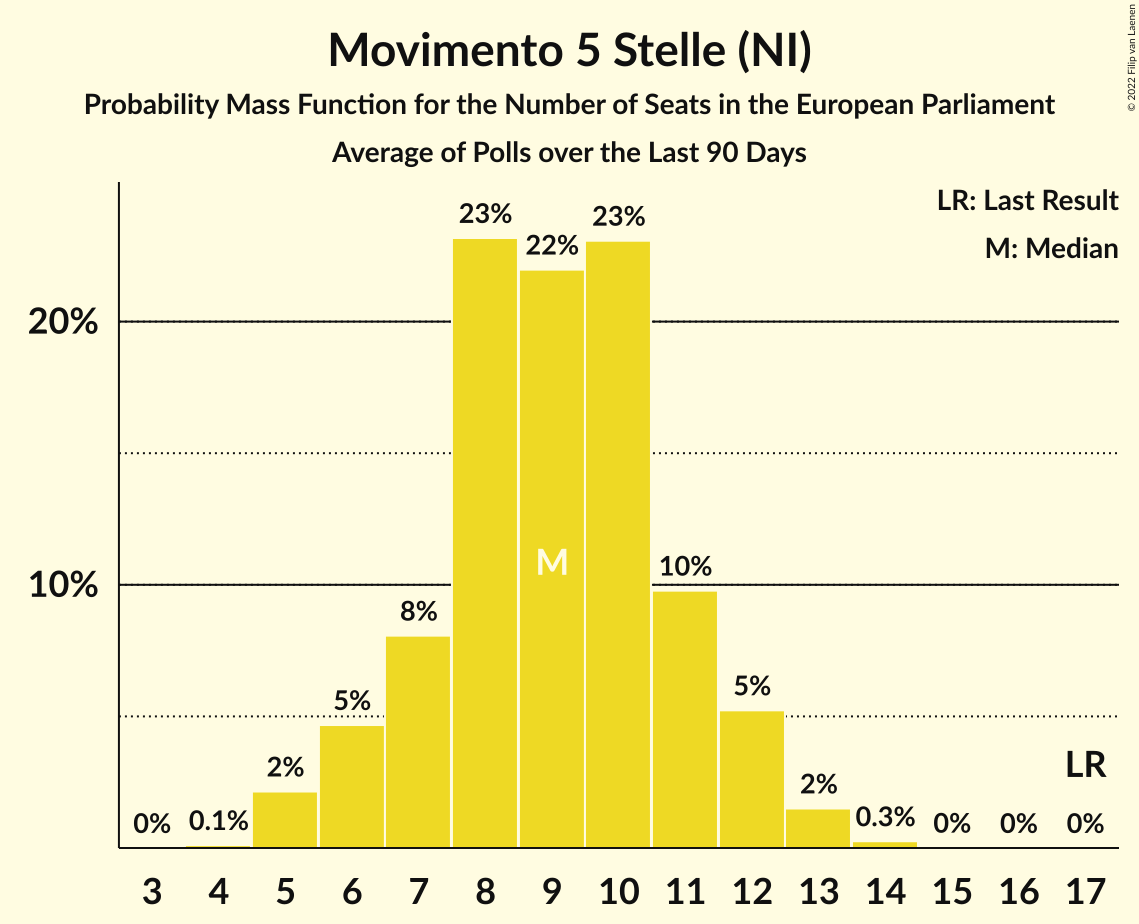 Movimento 5 Stelle (NI)
Probability Mass Function for the Number of Seats in the European Parliament
Average of Polls over the Last 90 Days
© 2022 Filip van Laenen
LR: Last Result
M: Median
20%
10%
0%
0.1%
2%
5%
8%
23%
22%
23%
10%
5%
2%
0.3%
0%
0%
0%
M
LR
3 4 5 6 7 8 9 10 11 12 13 14 15 16 17